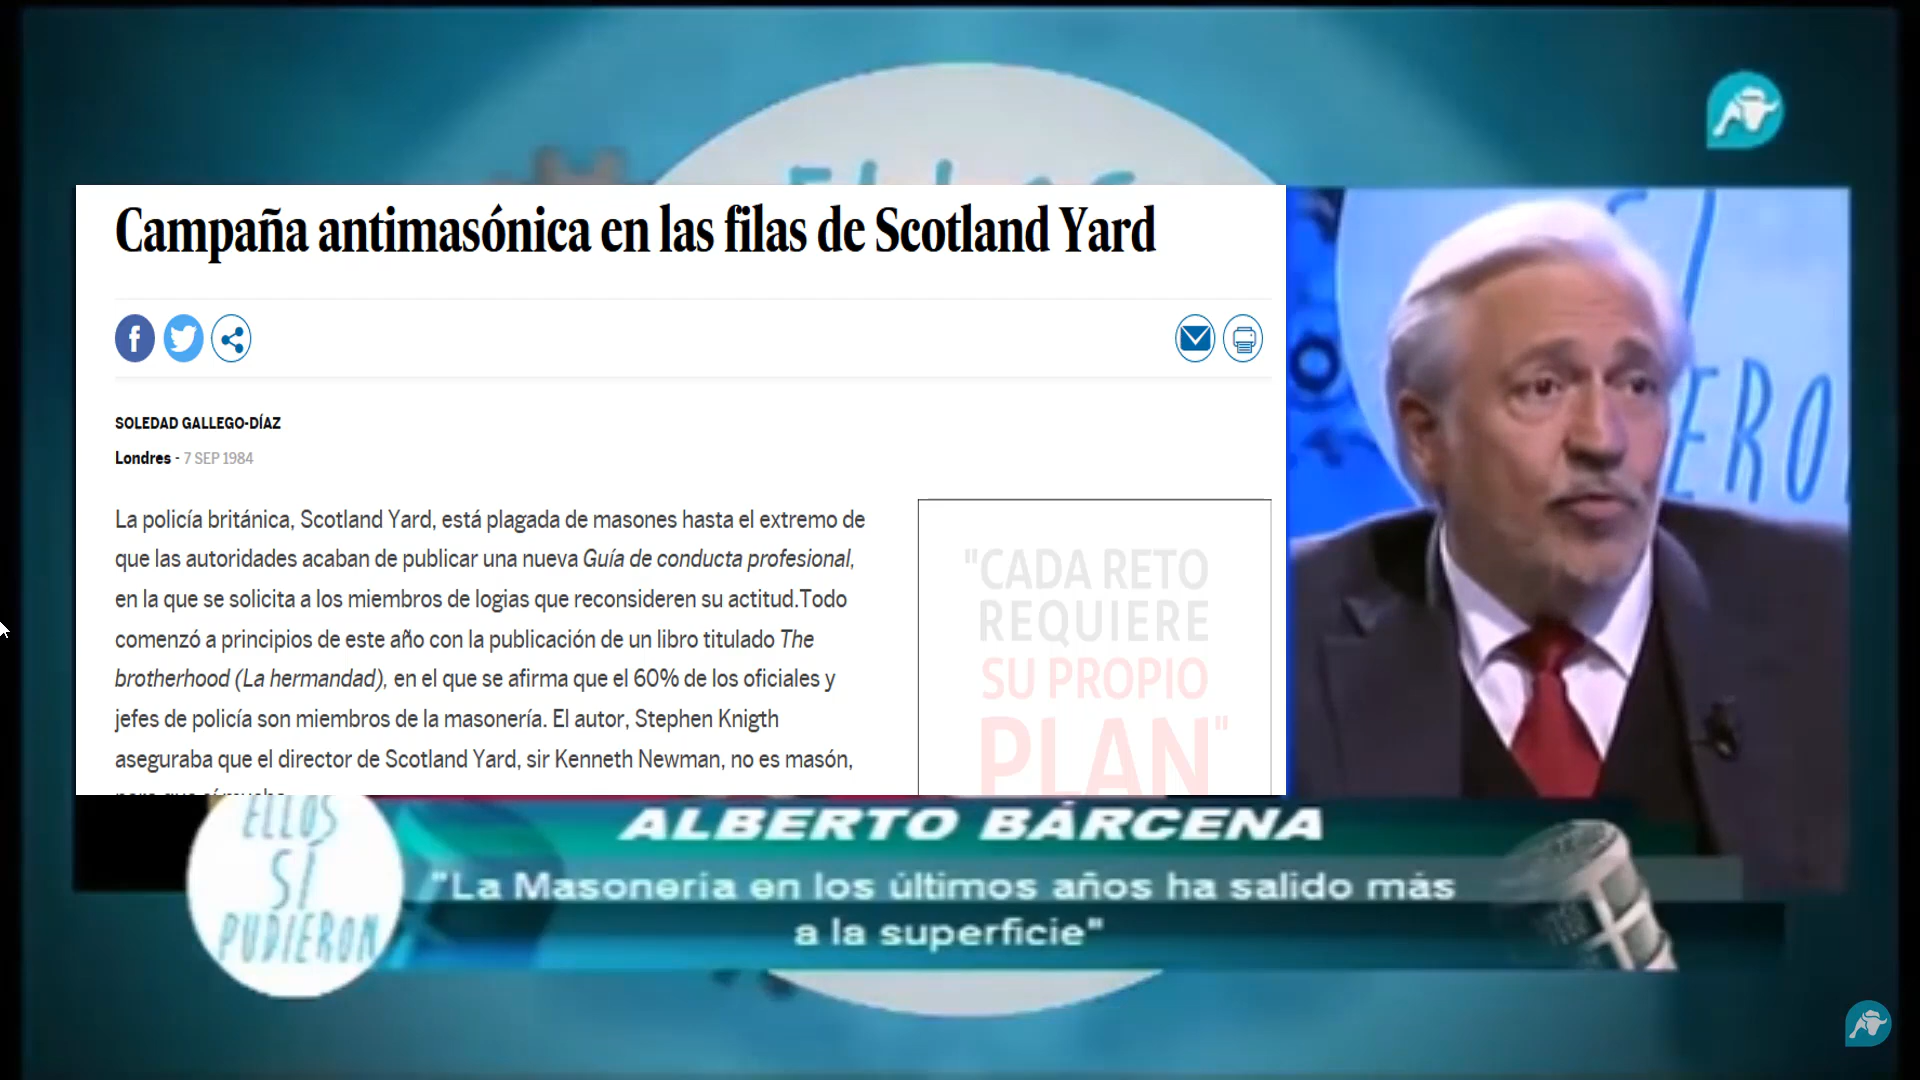 Campaña antimasónica en las filas de Scotland Yard
SOLEDAD GALLEGO-DÍAZ
Londres - 7 SEP 1984
La policía británica, Scotland Yard, está plagada de masones hasta el extremo de
que las autoridades acaban de publicar una nueva Guía de conducta profesional,
en la que se solicita a los miembros de logias que reconsideren su actitud.Todo
comenzó a principios de este año con la publicación de un libro titulado The
brotherhood (La hermandad), en el que se afirma que el 60% de los oficiales y
jefes de policía son miembros de la masonería. El autor, Stephen Knigth
aseguraba que el director de Scotland Yard, sir Kenneth Newman, no es masón,
"CADA RETO
REQUIERE
SU PROPIO
PLAN"
ELLOS
SÍ
PUDIERON
ALBERTO BÁRCENA
"La Masonería en los últimos años ha salido más
a la superficie"